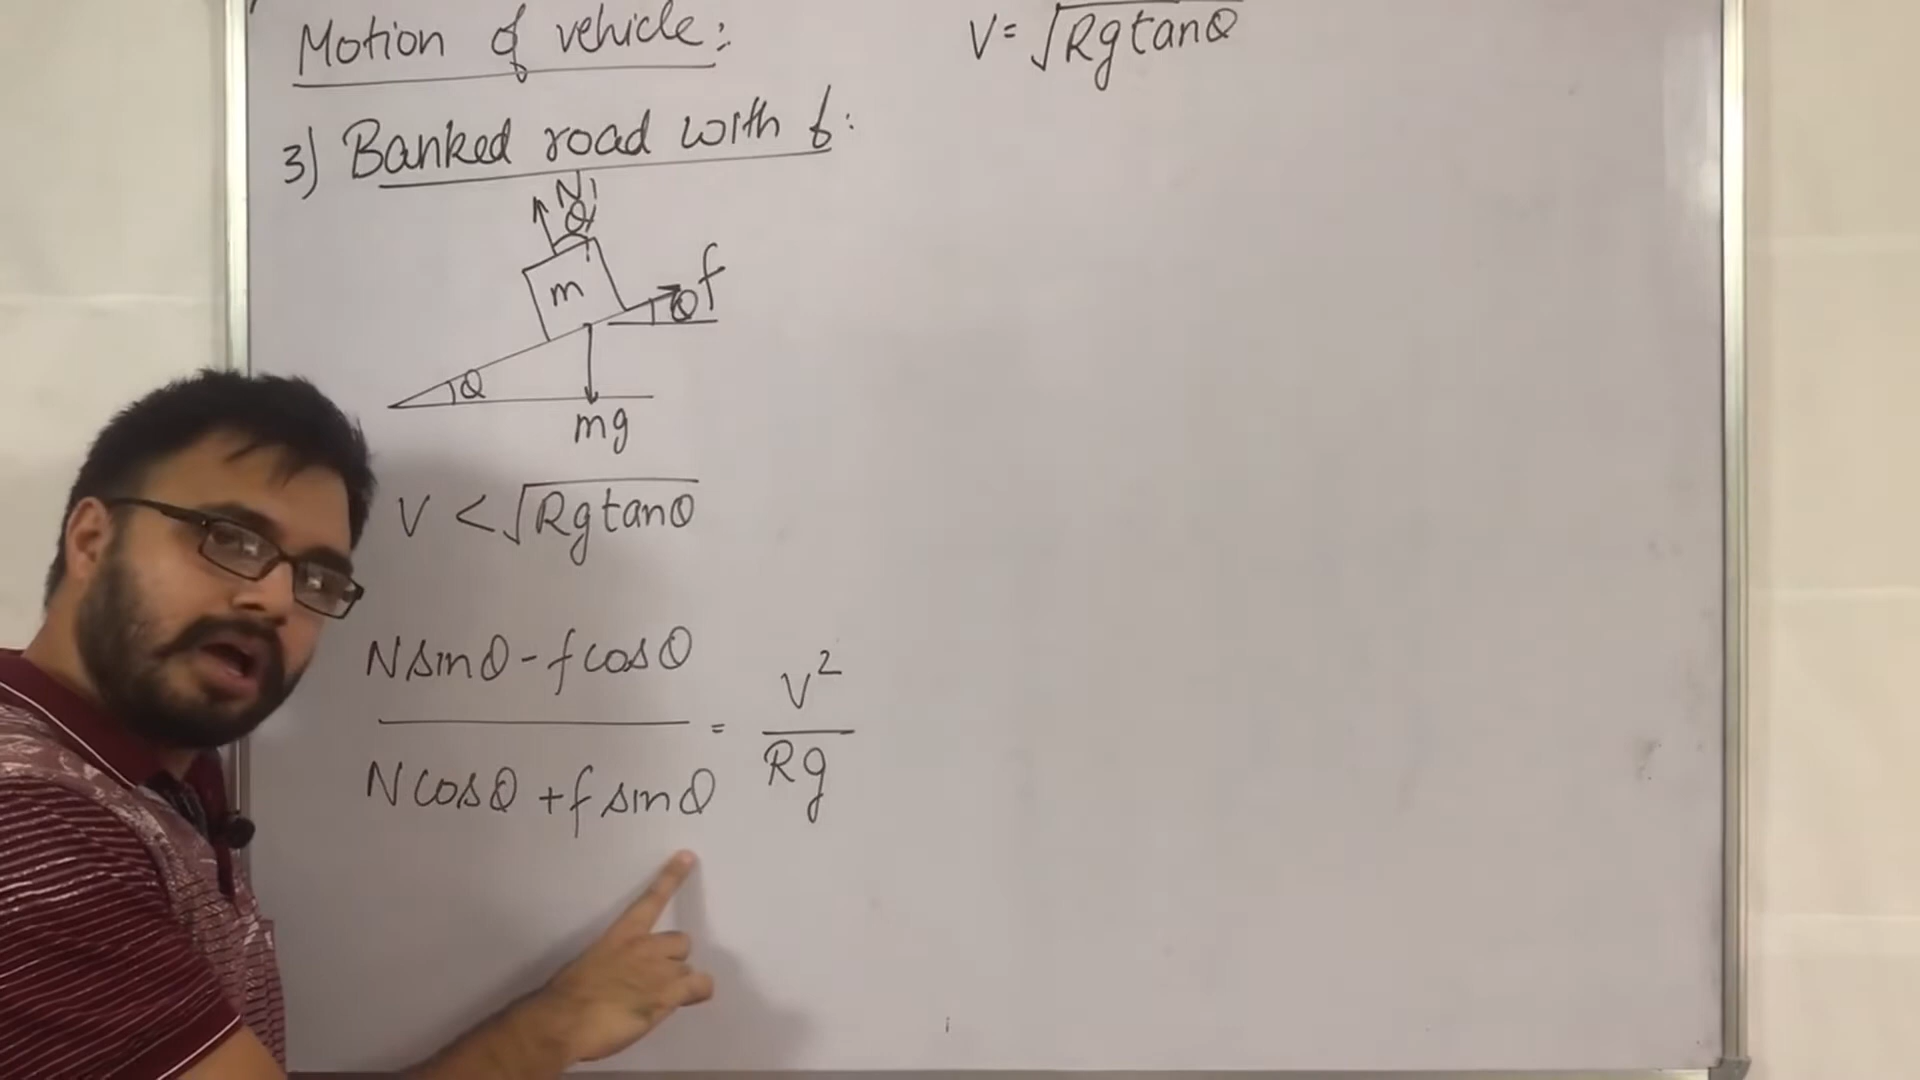 Motion of vehicle:
V = √Rg tanθ
3) Banked road with f:
N
θ
m
f
θ
θ
mg
V < √Rg tanθ
N sinθ - f cosθ
N cosθ + f sinθ
=
V²
Rg